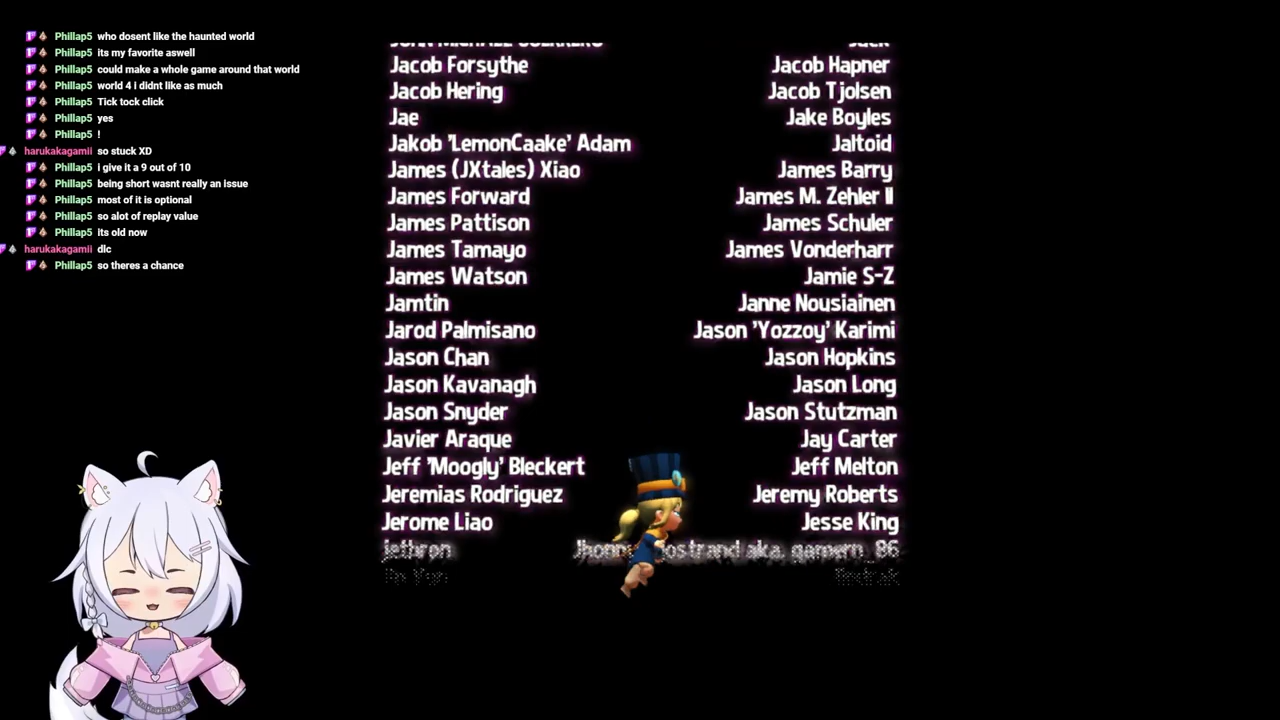 Phillap5 who dosent like the haunted world
Phillap5 its my favorite aswell
Phillap5 could make a whole game around that world
Phillap5 world 4 i didnt like as much
Phillap5 Tick tock click
Phillap5 yes
Phillap5 !
harukakagamii so stuck XD
Phillap5 i give it a 9 out of 10
Phillap5 being short wasnt really an issue
Phillap5 most of it is optional
Phillap5 so alot of replay value
Phillap5 its old now
harukakagamii dlc
Phillap5 so theres a chance
Jack
Jacob Forsythe Jacob Hapner
Jacob Hering Jacob Tjolsen
Jae Jake Boyles
Jakob 'LemonCaake' Adam Jaltoid
James (JXtales) Xiao James Barry
James Forward James M. Zehler II
James Pattison James Schuler
James Tamayo James Vonderharr
James Watson Jamie S-Z
Jamtin Janne Nousiainen
Jarod Palmisano Jason 'Yozzoy' Karimi
Jason Chan Jason Hopkins
Jason Kavanagh Jason Long
Jason Snyder Jason Stutzman
Javier Araque Jay Carter
Jeff 'Moogly' Bleckert Jeff Melton
Jeremias Rodriguez Jeremy Roberts
Jerome Liao Jesse King
jethron aka. gamern_86